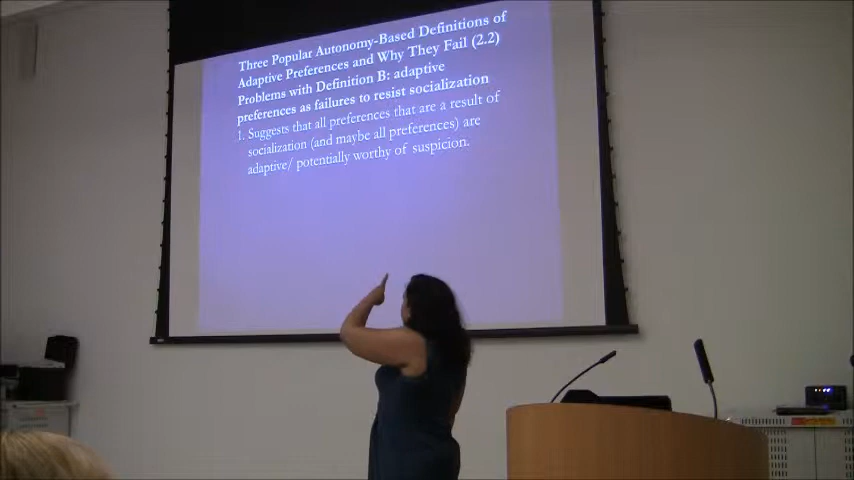 Three Popular Autonomy-Based Definitions of
Adaptive Preferences and Why They Fail (2.2)
Problems with Definition B: adaptive
preferences as failures to resist socialization
1. Suggests that all preferences that are a result of
socialization (and maybe all preferences) are
adaptive/ potentially worthy of suspicion.